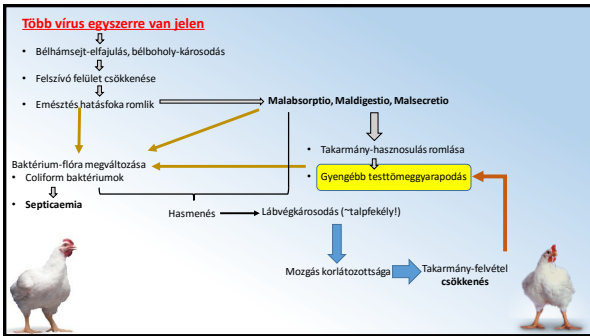 Több vírus egyszerre van jelen
• Bélhámsejt-elfajulás, bélboholy-károsodás
• Felszívó felület csökkenése
• Emésztés hatásfoka romlik
Malabsorptio, Maldigestio, Malsecretio
• Takarmány-hasznosulás romlása
• Gyengébb testtömeggyarapodás
Baktérium-flóra megváltozása
• Coliform baktériumok
• Septicaemia
Hasmenés
Lábvégkárosodás (~talpfekély!)
Mozgás korlátozottsága
Takarmány-felvétel
csökkenés